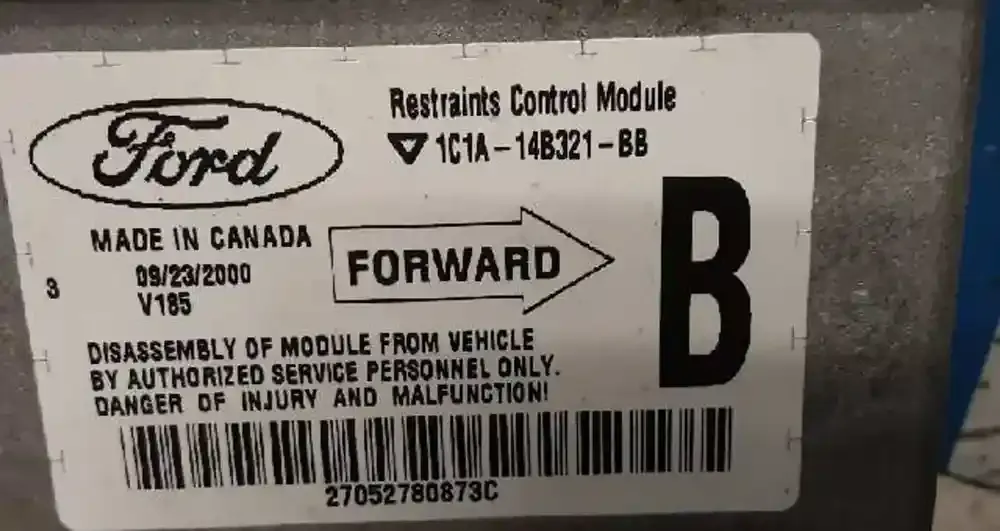 Ford
Restraints Control Module
1C1A-14B321-BB
MADE IN CANADA
09/23/2000
3
V185
FORWARD
B
DISASSEMBLY OF MODULE FROM VEHICLE
BY AUTHORIZED SERVICE PERSONNEL ONLY.
DANGER OF INJURY AND MALFUNCTION!
27052780873C